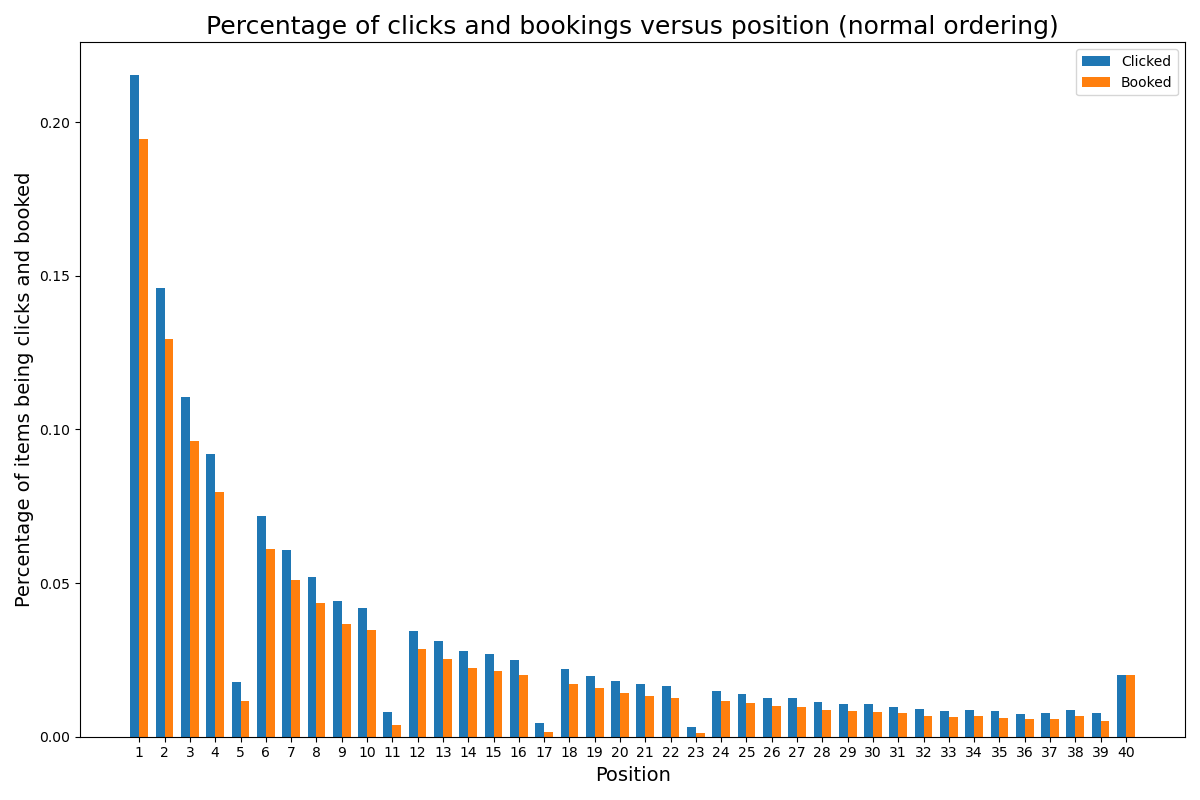 Percentage of clicks and bookings versus position (normal ordering)
Clicked
Booked
Percentage of items being clicks and booked
0.20
0.15
0.10
0.05
0.00
1 2 3 4 5 6 7 8 9 10 11 12 13 14 15 16 17 18 19 20 21 22 23 24 25 26 27 28 29 30 31 32 33 34 35 36 37 38 39 40
Position